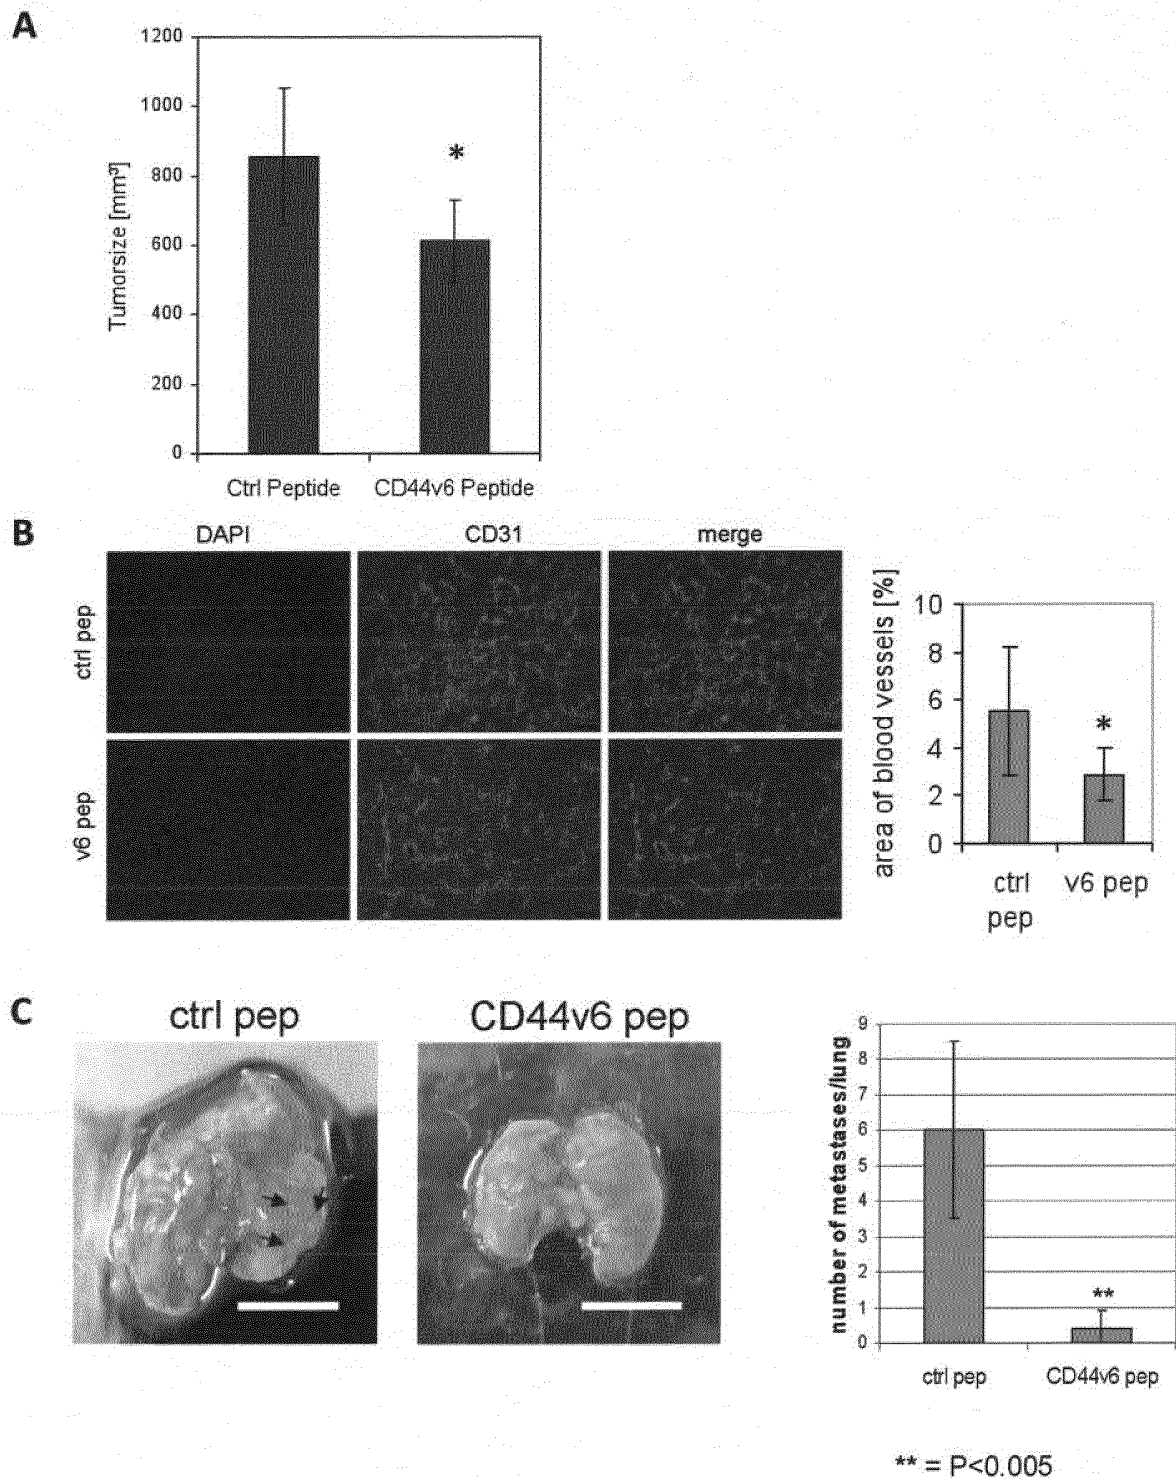 A
1200
1000
800
600
400
200
0
Tumorsize [mm³]
*
Ctrl Peptide CD44v6 Peptide
B
DAPI CD31 merge
ctrl pep
v6 pep
area of blood vessels [%]
10
8
6
4
2
0
*
ctrl pep v6 pep
C
ctrl pep CD44v6 pep
number of metastases/lung
9
8
7
6
5
4
3
2
1
0
**
ctrl pep CD44v6 pep
** = P<0.005